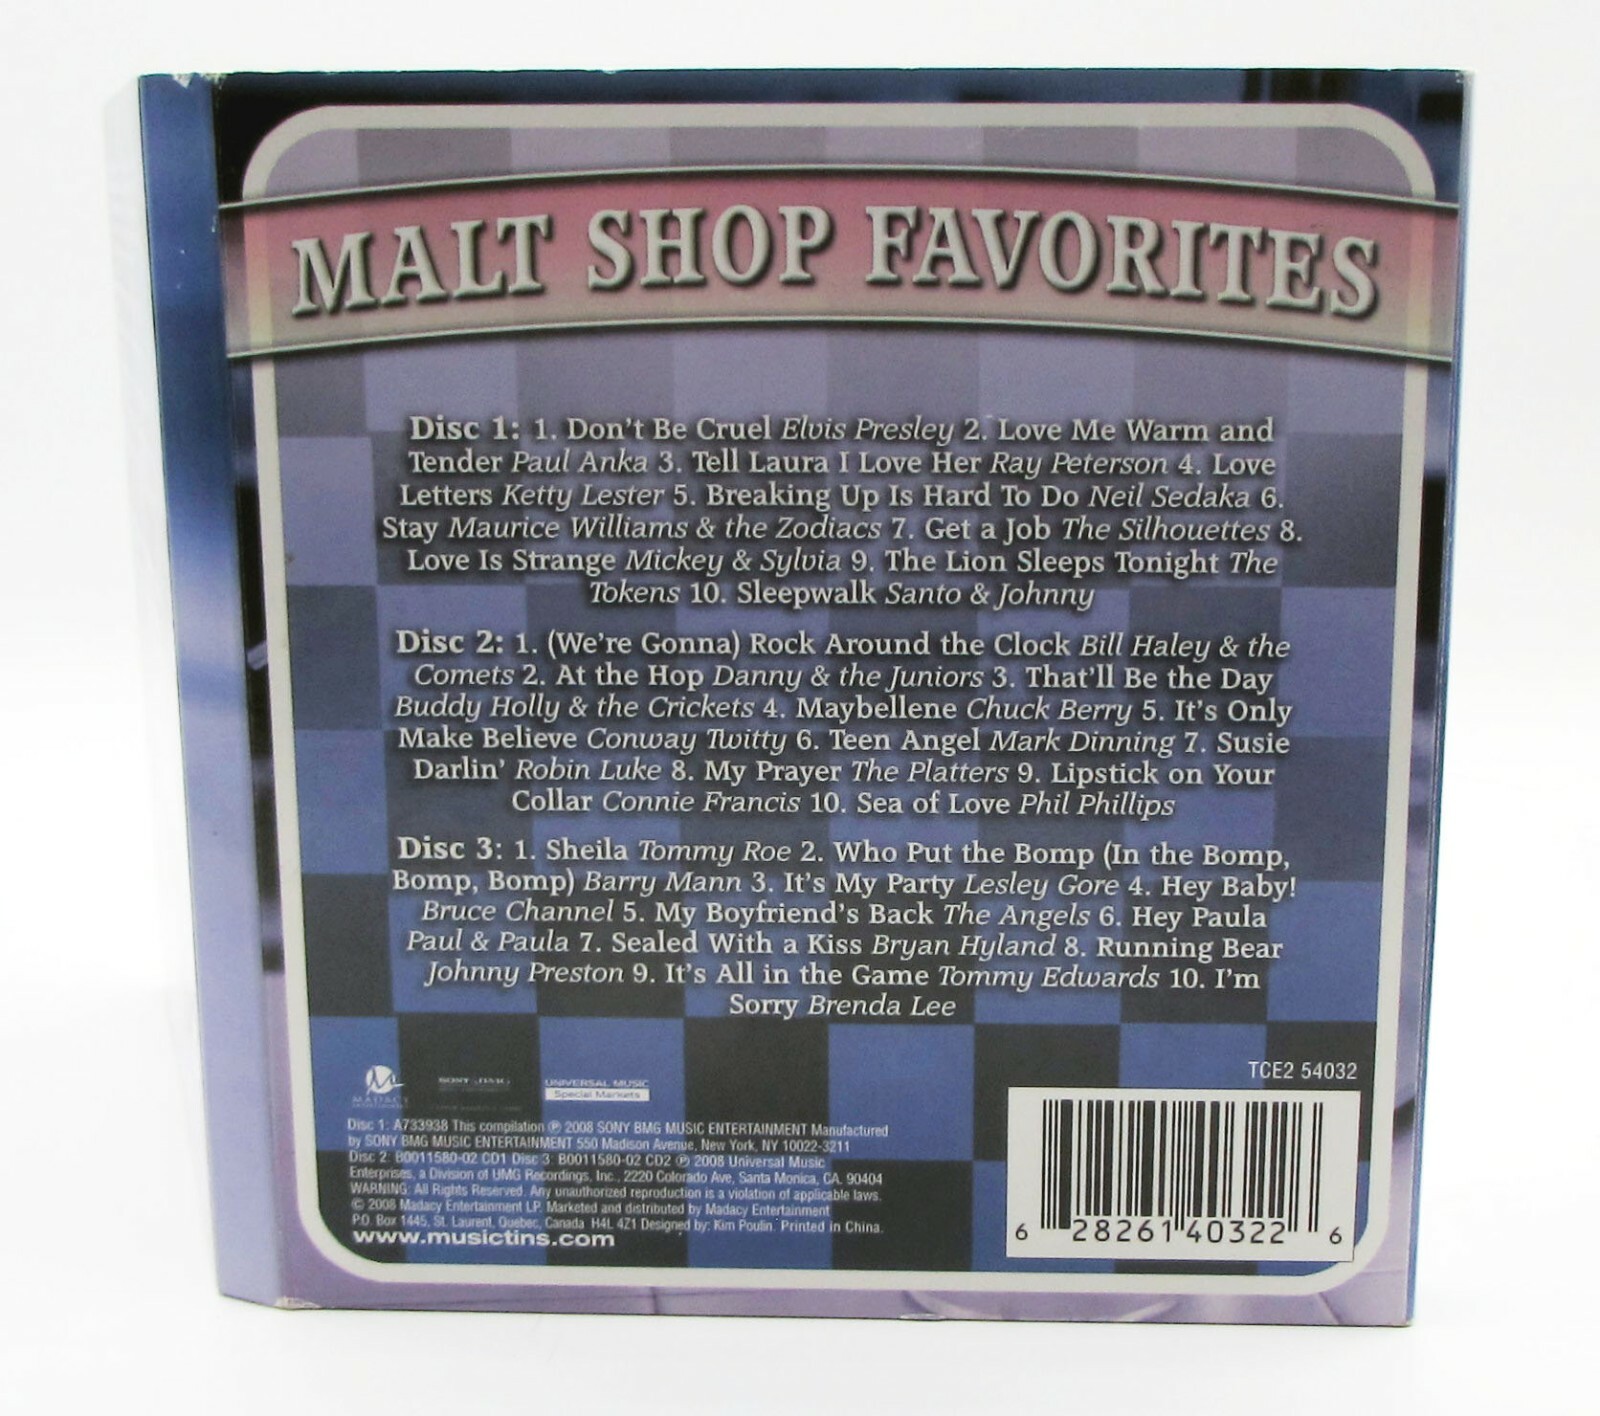 MALT SHOP FAVORITES
Disc 1: 1. Don't Be Cruel Elvis Presley 2. Love Me Warm and
Tender Paul Anka 3. Tell Laura I Love Her Ray Peterson 4. Love
Letters Ketty Lester 5. Breaking Up Is Hard To Do Neil Sedaka 6.
Stay Maurice Williams & the Zodiacs 7. Get a Job The Silhouettes 8.
Love Is Strange Mickey & Sylvia 9. The Lion Sleeps Tonight The
Tokens 10. Sleepwalk Santo & Johnny
Disc 2: 1. (We're Gonna) Rock Around the Clock Bill Haley & the
Comets 2. At the Hop Danny & the Juniors 3. That'll Be the Day
Buddy Holly & the Crickets 4. Maybellene Chuck Berry 5. It's Only
Make Believe Conway Twitty 6. Teen Angel Mark Dinning 7. Susie
Darlin' Robin Luke 8. My Prayer The Platters 9. Lipstick on Your
Collar Connie Francis 10. Sea of Love Phil Phillips
Disc 3: 1. Sheila Tommy Roe 2. Who Put the Bomp (In the Bomp,
Bomp, Bomp) Barry Mann 3. It's My Party Lesley Gore 4. Hey Baby!
Bruce Channel 5. My Boyfriend's Back The Angels 6. Hey Paula
Paul & Paula 7. Sealed With a Kiss Bryan Hyland 8. Running Bear
Johnny Preston 9. It's All in the Game Tommy Edwards 10. I'm
Sorry Brenda Lee
TCE2 54032
MADACY
SONY BMG
UNIVERSAL MUSIC
Special Markets
Disc 1: A733938 This compilation ℗ 2008 SONY BMG MUSIC ENTERTAINMENT Manufactured
by SONY BMG MUSIC ENTERTAINMENT 550 Madison Avenue, New York, NY 10022-3211
Disc 2: B0011580-02 CD1 Disc 3: B0011580-02 CD2 ℗ 2008 Universal Music
Enterprises, a Division of UMG Recordings, Inc., 2220 Colorado Ave, Santa Monica, CA. 90404
WARNING: All Rights Reserved. Any unauthorized reproduction is a violation of applicable laws.
© 2008 Madacy Entertainment LP. Marketed and distributed by Madacy Entertainment
P.O. Box 1445, St. Laurent, Quebec, Canada H4L 4Z1 Designed by: Kim Poulin. Printed in China.
www.musictins.com
6 28261 40322 6